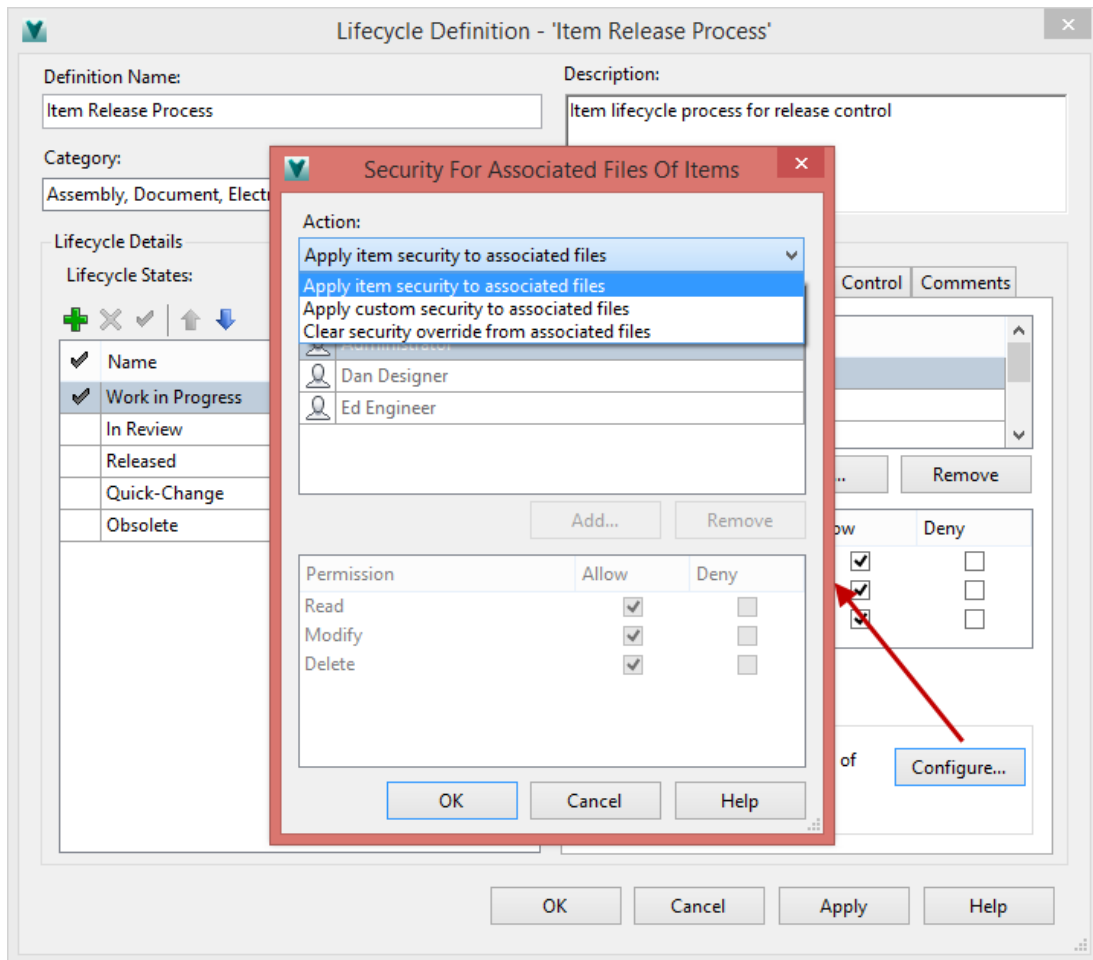 Lifecycle Definition - 'Item Release Process'
Definition Name:
Description:
Item Release Process
Item lifecycle process for release control
Category:
Assembly, Document, Elect
Security For Associated Files Of Items
Action:
Apply item security to associated files
Apply item security to associated files
Apply custom security to associated files
Clear security override from associated files
Administrator
Dan Designer
Ed Engineer
Add... Remove
Permission Allow Deny
Read
Modify
Delete
OK Cancel Help
Lifecycle Details
Lifecycle States:
Name
Work in Progress
In Review
Released
Quick-Change
Obsolete
Control Comments
... Remove
Deny
of
Configure...
OK Cancel Apply Help